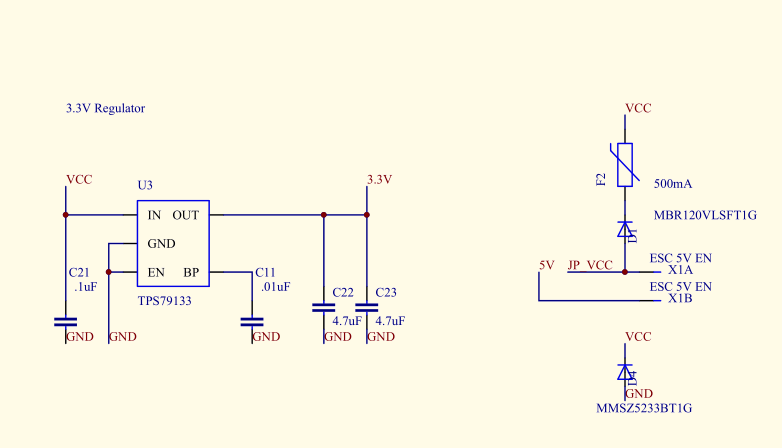 3.3V Regulator
VCC
3.3V
U3
IN OUT
GND
EN BP
TPS79133
C21
.1uF
C11
.01uF
C22
4.7uF
C23
4.7uF
GND
GND
GND
GND
GND
VCC
F2
500mA
MBR120VLSFT1G
D1
ESC 5V EN
5V
JP_VCC
X1A
ESC 5V EN
X1B
VCC
D4
GND
MMSZ5233BT1G